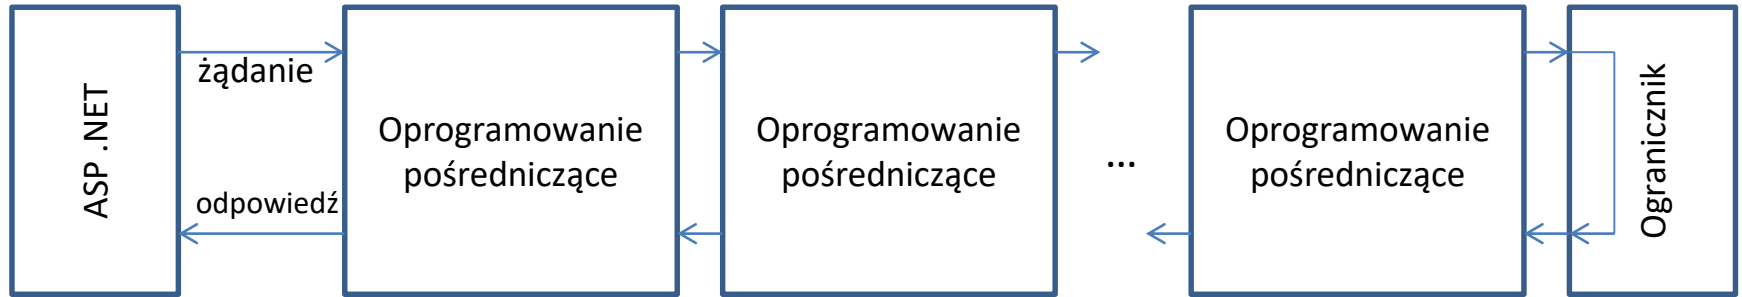 ASP .NET
żądanie
odpowiedź
Oprogramowanie
pośredniczące
Oprogramowanie
pośredniczące
...
Oprogramowanie
pośredniczące
Ogranicznik